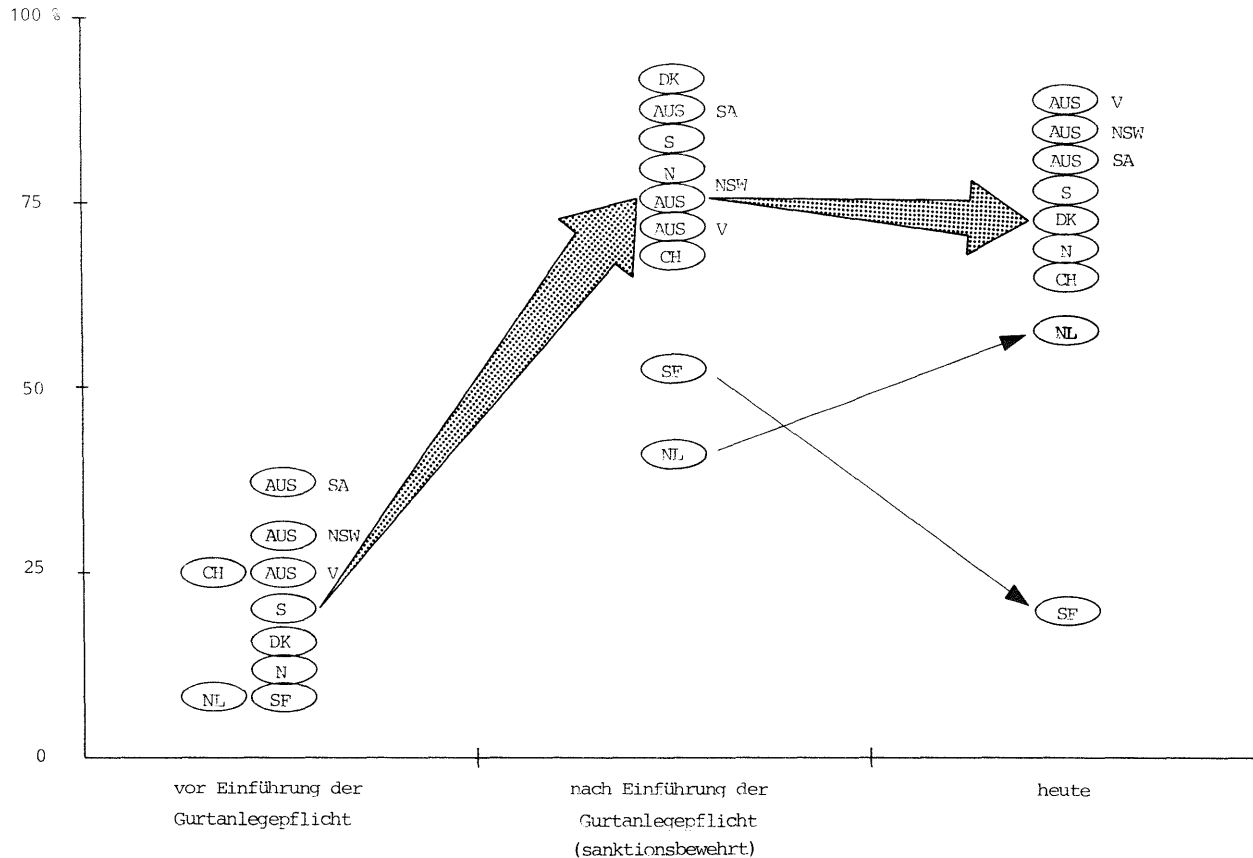 100 %
75
50
25
0
AUS SA
AUS NSW
CH AUS V
S
DK
N
NL SF
DK
AUS SA
S
N
AUS NSW
AUS V
CH
SF
NL
AUS V
AUS NSW
AUS SA
S
DK
N
CH
NL
SF
vor Einführung der
Gurtanlegepflicht
nach Einführung der
Gurtanlegepflicht
(sanktionsbewehrt)
heute